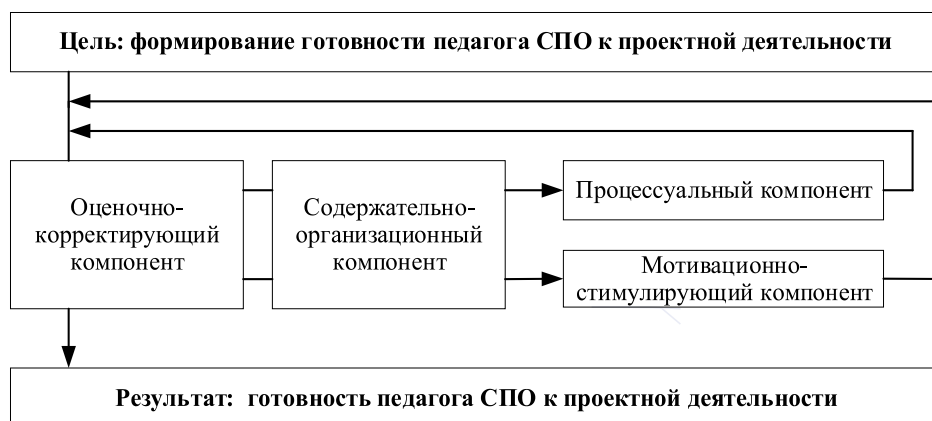 Цель: формирование готовности педагога СПО к проектной деятельности
Оценочно-
корректирующий
компонент
Содержательно-
организационный
компонент
Процессуальный компонент
Мотивационно-
стимулирующий компонент
Результат: готовность педагога СПО к проектной деятельности